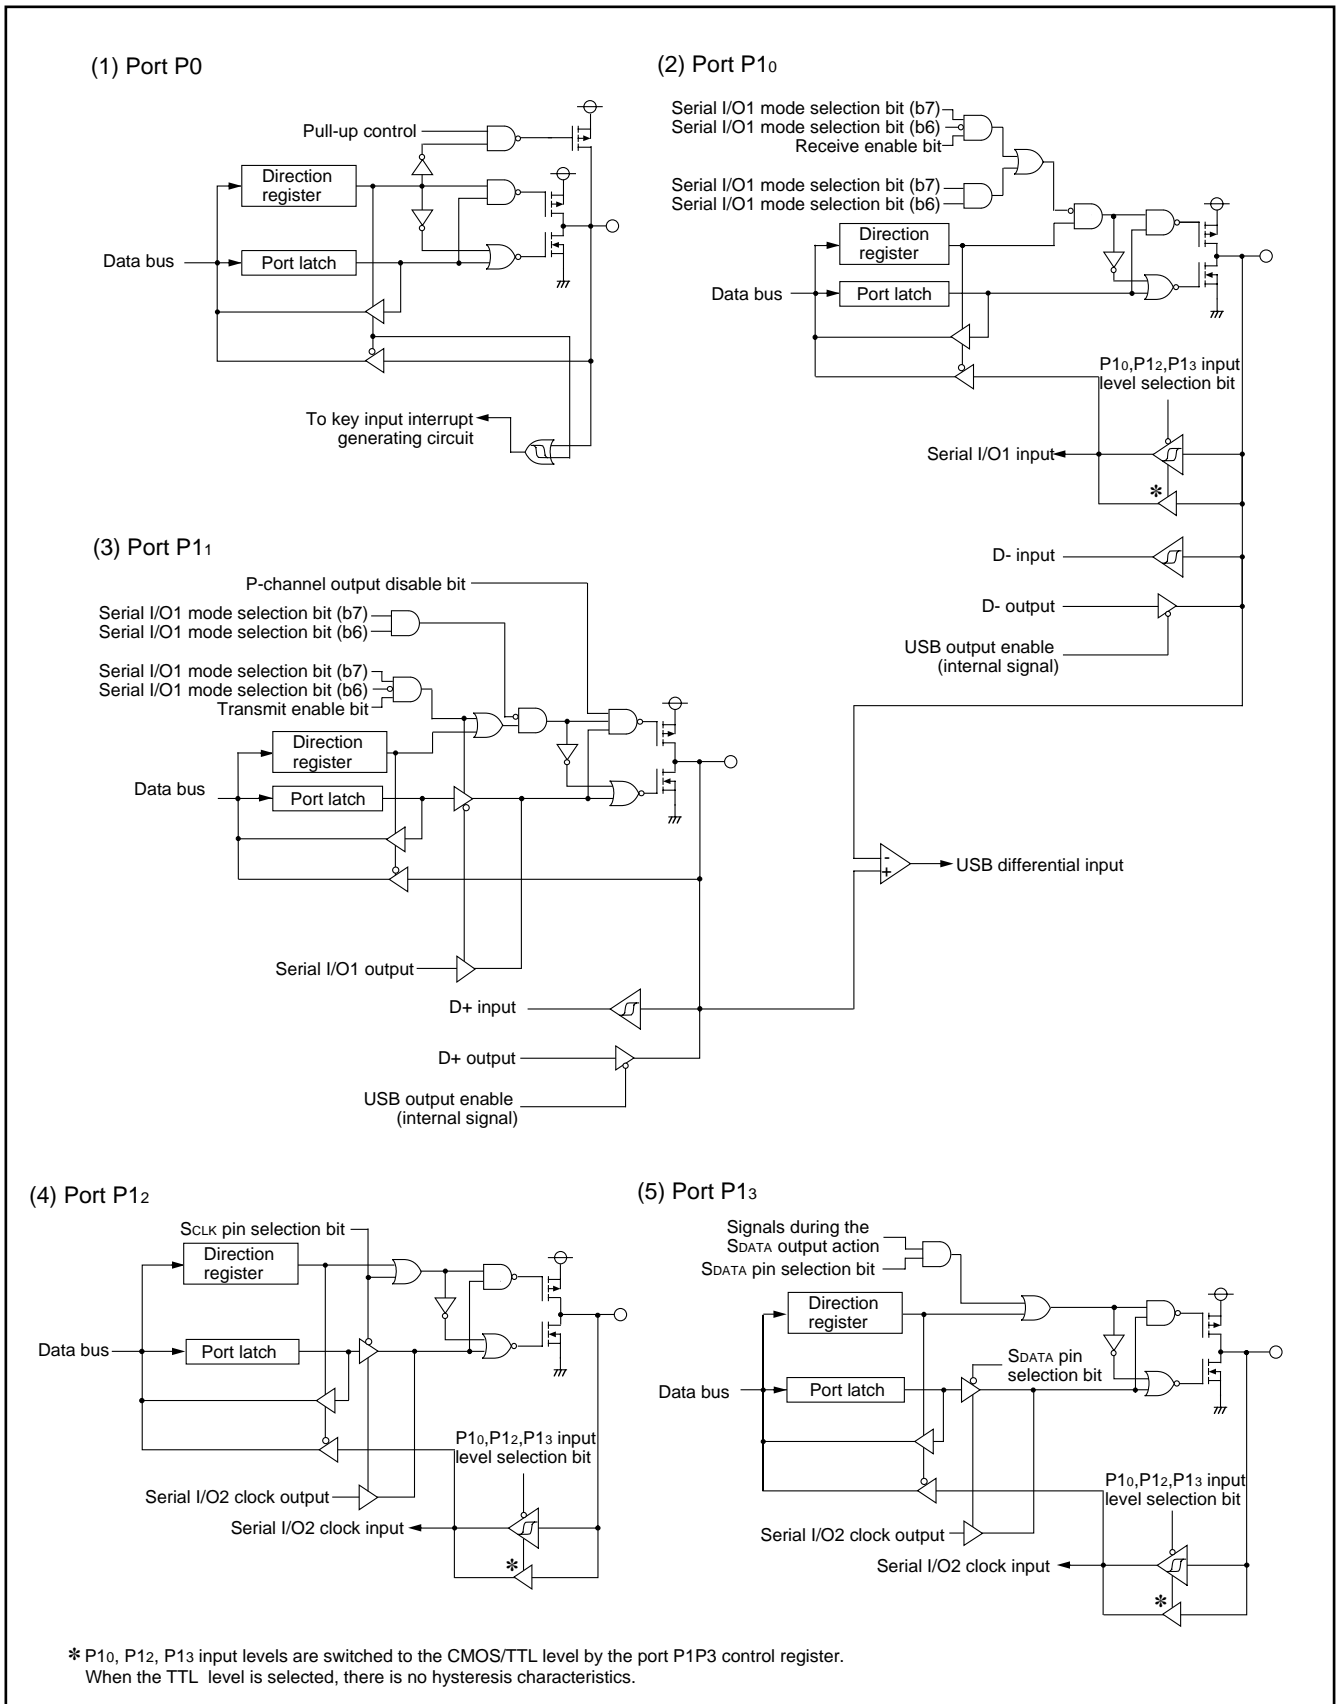 (1) Port P0
Pull-up control
Direction
register
Data bus
Port latch
To key input interrupt
generating circuit
(2) Port P10
Serial I/O1 mode selection bit (b7)
Serial I/O1 mode selection bit (b6)
Receive enable bit
Serial I/O1 mode selection bit (b7)
Serial I/O1 mode selection bit (b6)
Direction
register
Data bus
Port latch
P10,P12,P13 input
level selection bit
Serial I/O1 input
*
D- input
D- output
USB output enable
(internal signal)
(3) Port P11
P-channel output disable bit
Serial I/O1 mode selection bit (b7)
Serial I/O1 mode selection bit (b6)
Serial I/O1 mode selection bit (b7)
Serial I/O1 mode selection bit (b6)
Transmit enable bit
Direction
register
Data bus
Port latch
-
+
USB differential input
Serial I/O1 output
D+ input
D+ output
USB output enable
(internal signal)
(4) Port P12
SCLK pin selection bit
Direction
register
Data bus
Port latch
P10,P12,P13 input
level selection bit
Serial I/O2 clock output
Serial I/O2 clock input
*
(5) Port P13
Signals during the
SDATA output action
SDATA pin selection bit
Direction
register
SDATA pin
selection bit
Data bus
Port latch
P10,P12,P13 input
level selection bit
Serial I/O2 clock output
Serial I/O2 clock input
*
* P10, P12, P13 input levels are switched to the CMOS/TTL level by the port P1P3 control register.
When the TTL level is selected, there is no hysteresis characteristics.